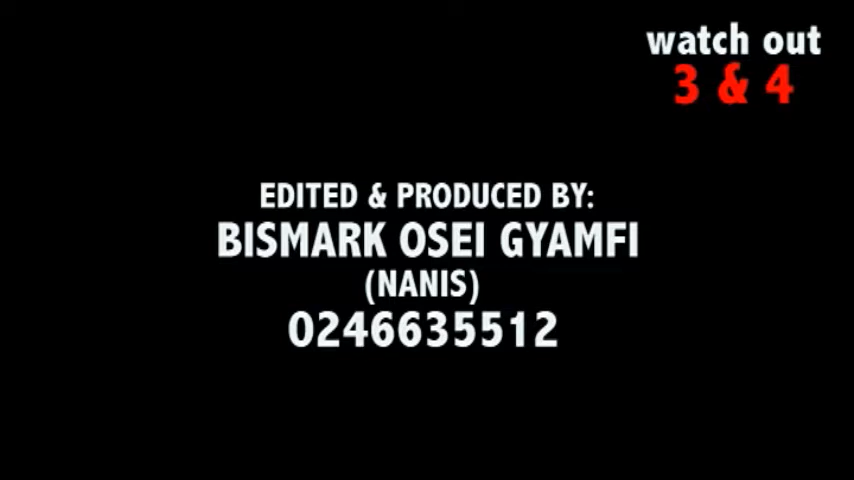 watch out
3 & 4
EDITED & PRODUCED BY:
BISMARK OSEI GYAMFI
(NANIS)
0246635512